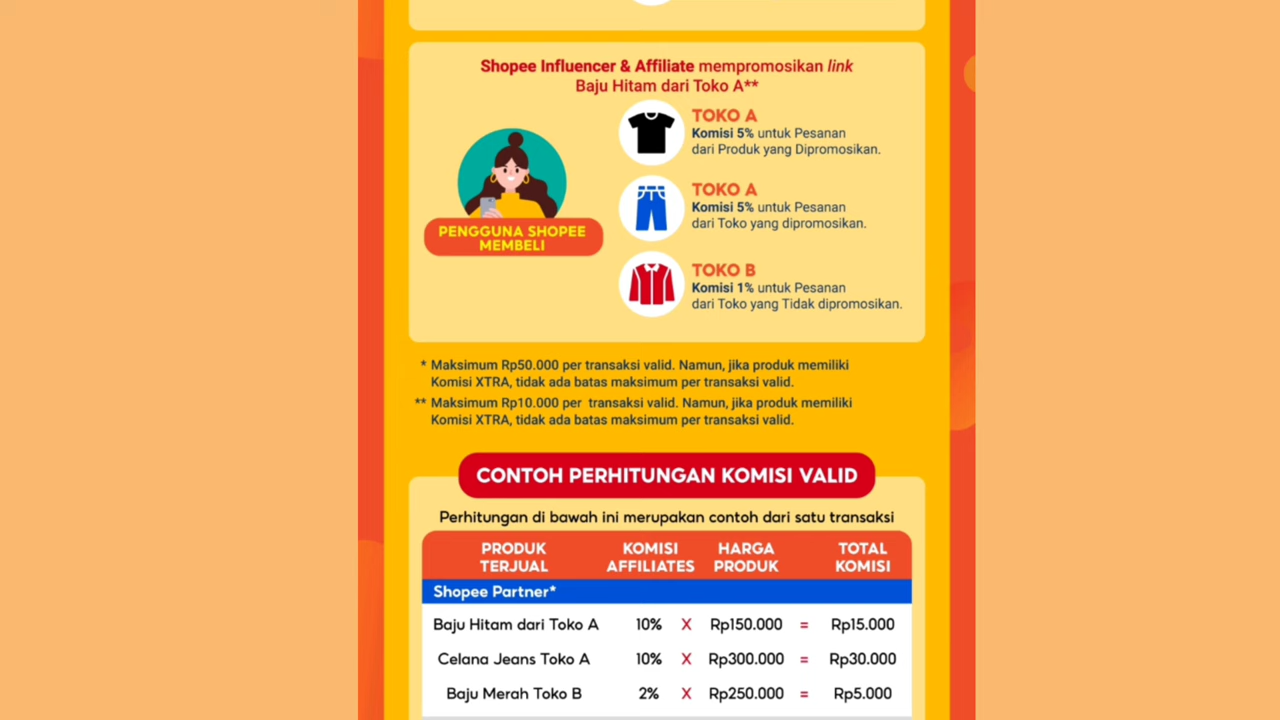 Shopee Influencer & Affiliate mempromosikan link
Baju Hitam dari Toko A**
TOKO A
Komisi 5% untuk Pesanan
dari Produk yang Dipromosikan.
TOKO A
Komisi 5% untuk Pesanan
dari Toko yang dipromosikan.
PENGGUNA SHOPEE
MEMBELI
TOKO B
Komisi 1% untuk Pesanan
dari Toko yang Tidak dipromosikan.
* Maksimum Rp50.000 per transaksi valid. Namun, jika produk memiliki
Komisi XTRA, tidak ada batas maksimum per transaksi valid.
** Maksimum Rp10.000 per transaksi valid. Namun, jika produk memiliki
Komisi XTRA, tidak ada batas maksimum per transaksi valid.
CONTOH PERHITUNGAN KOMISI VALID
Perhitungan di bawah ini merupakan contoh dari satu transaksi
PRODUK TERJUAL KOMISI AFFILIATES HARGA PRODUK TOTAL KOMISI
Shopee Partner*
Baju Hitam dari Toko A 10% X Rp150.000 = Rp15.000
Celana Jeans Toko A 10% X Rp300.000 = Rp30.000
Baju Merah Toko B 2% X Rp250.000 = Rp5.000